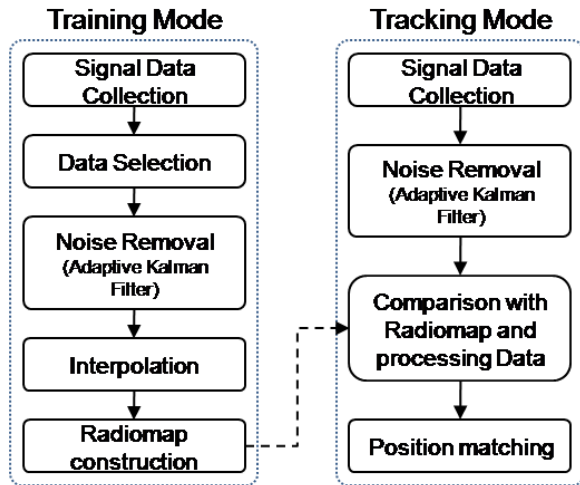 Training Mode
Signal Data
Collection
Data Selection
Noise Removal
(Adaptive Kalman
Filter)
Interpolation
Radiomap
construction
Tracking Mode
Signal Data
Collection
Noise Removal
(Adaptive Kalman
Filter)
Comparison with
Radiomap and
processing Data
Position matching